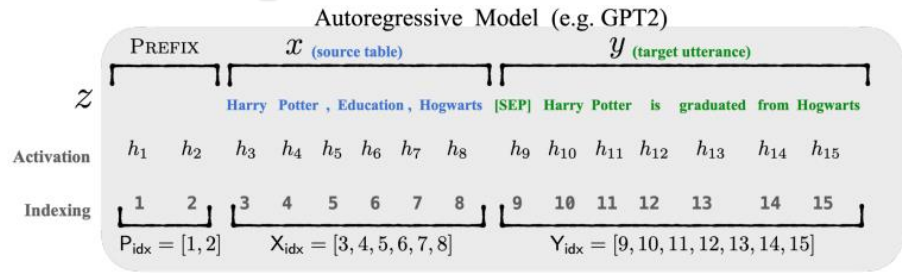 Autoregressive Model (e.g. GPT2)
PREFIX x (source table) y (target utterance)
z Harry Potter , Education , Hogwarts [SEP] Harry Potter is graduated from Hogwarts
Activation h₁ h₂ h₃ h₄ h₅ h₆ h₇ h₈ h₉ h₁₀ h₁₁ h₁₂ h₁₃ h₁₄ h₁₅
Indexing 1 2 3 4 5 6 7 8 9 10 11 12 13 14 15
P_idx = [1, 2] X_idx = [3, 4, 5, 6, 7, 8] Y_idx = [9, 10, 11, 12, 13, 14, 15]